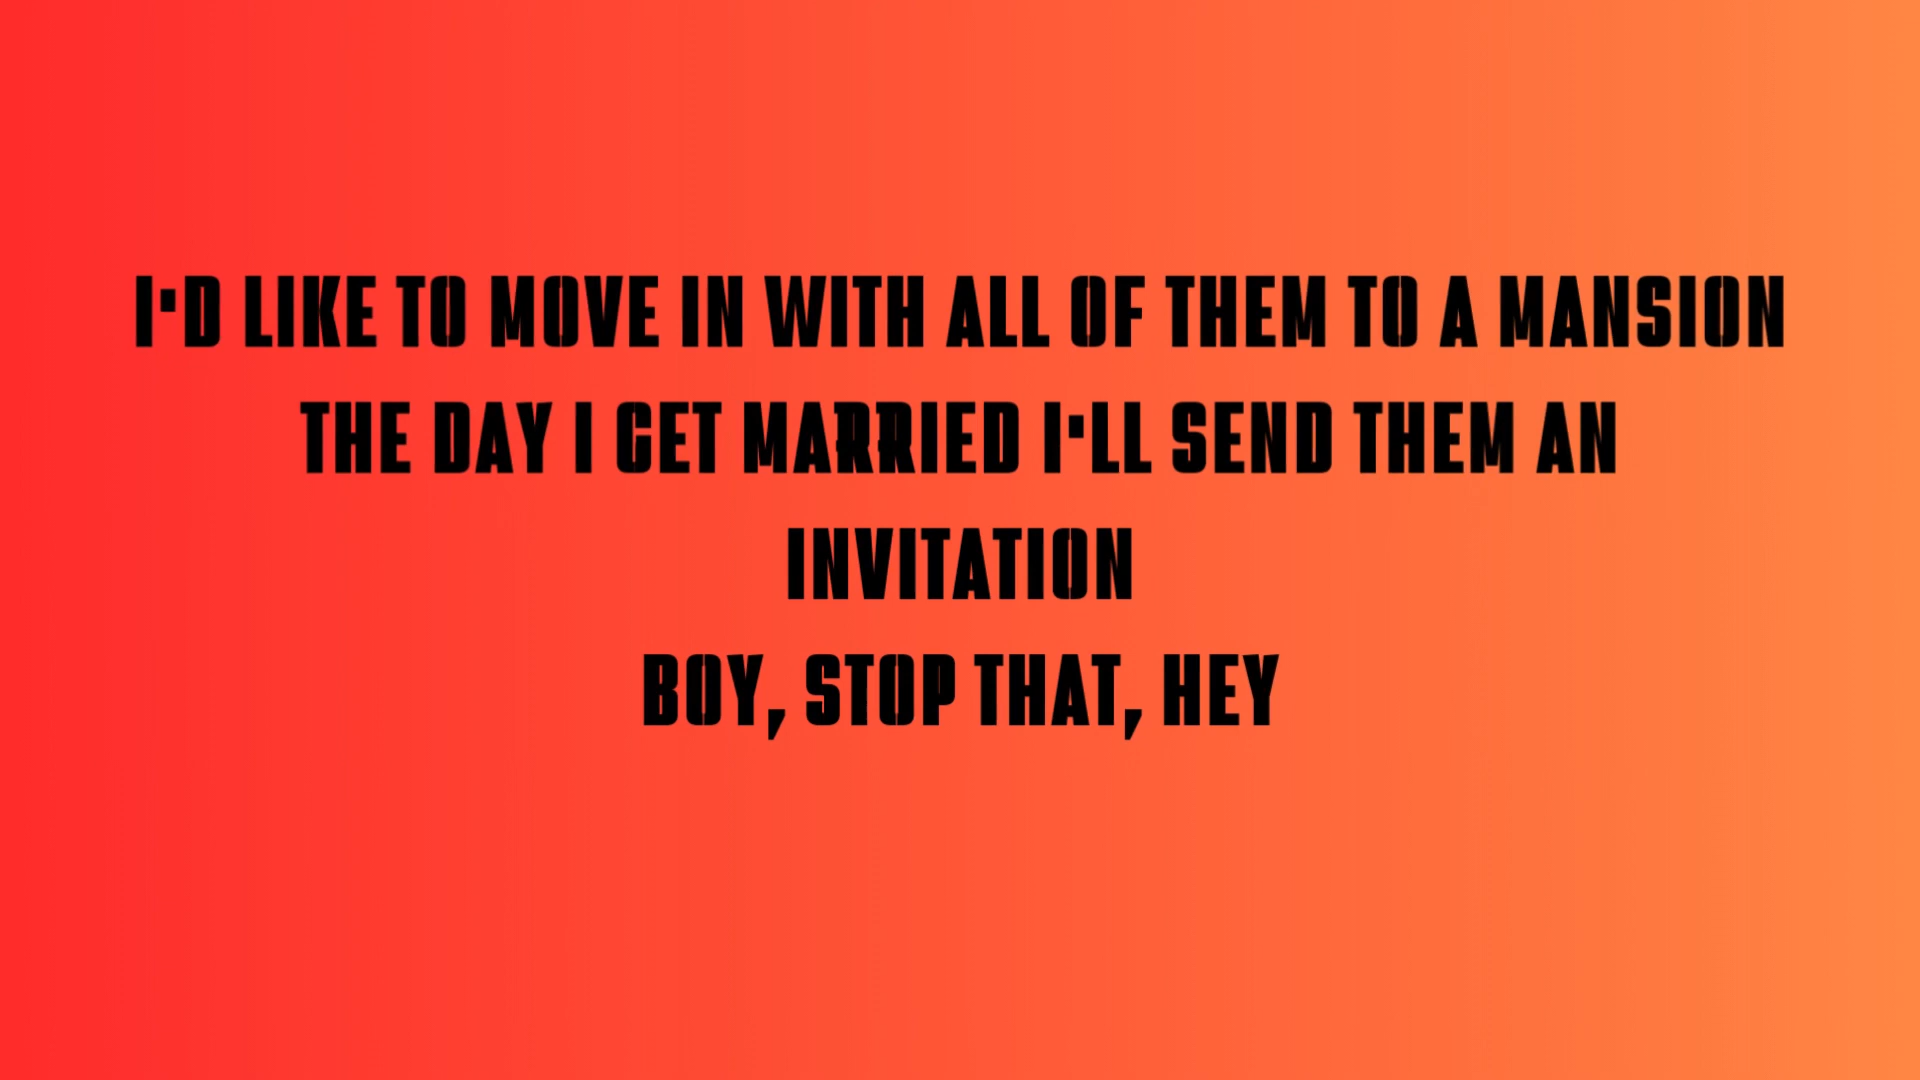 I'D LIKE TO MOVE IN WITH ALL OF THEM TO A MANSION
THE DAY I GET MARRIED I'LL SEND THEM AN
INVITATION
BOY, STOP THAT, HEY